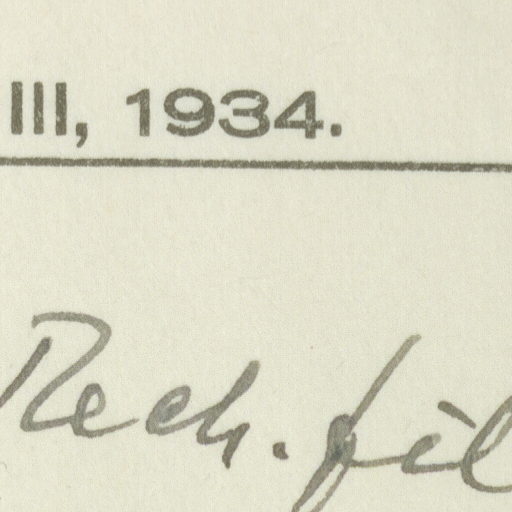 III, 1934.
Rech. fil